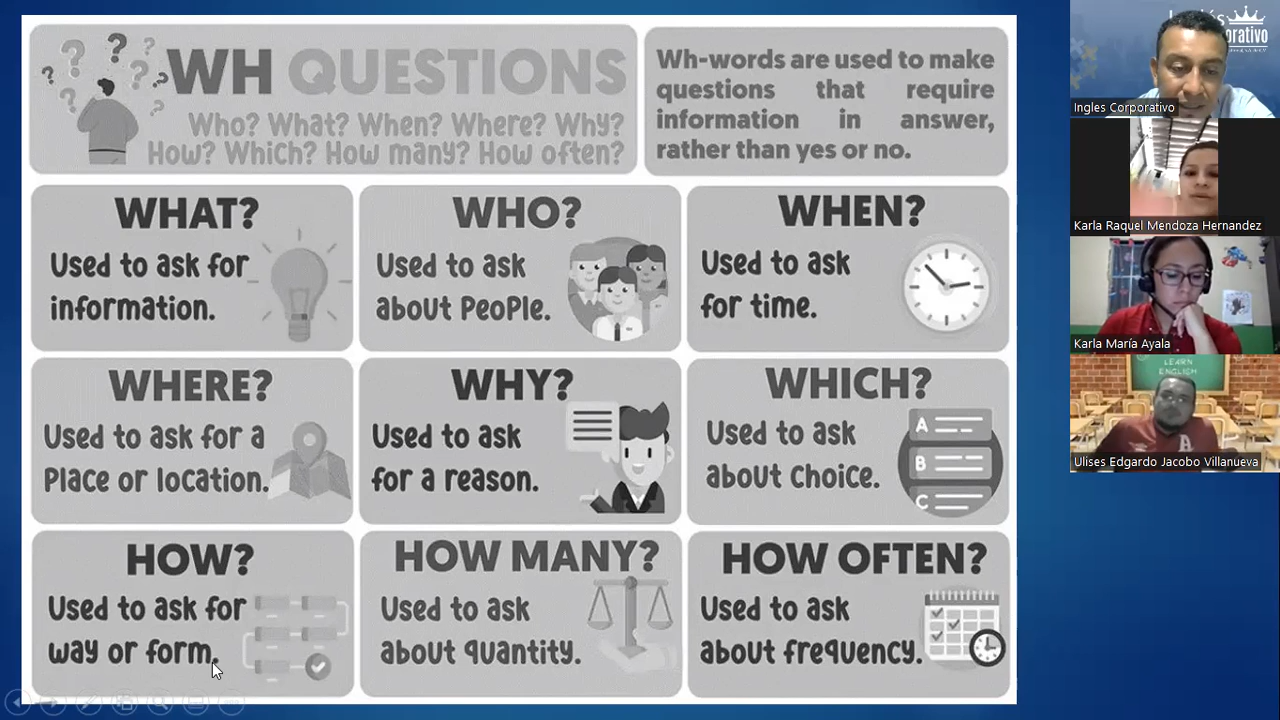 WH QUESTIONS
Who? What? When? Where? Why?
How? Which? How many? How often?
Wh-words are used to make
questions that require
information in answer,
rather than yes or no.
WHAT?
Used to ask for
information.
WHO?
Used to ask
about PeoPle.
WHEN?
Used to ask
for time.
WHERE?
Used to ask for a
Place or location.
WHY?
Used to ask
for a reason.
WHICH?
Used to ask
about Choice.
A
B
C
HOW?
Used to ask for
way or form.
HOW MANY?
Used to ask
about quantity.
HOW OFTEN?
Used to ask
about frequency.
Ingles Corporativo
Karla Raquel Mendoza Hernandez
Karla María Ayala
LEARN
ENGLISH
Ulises Edgardo Jacobo Villanueva